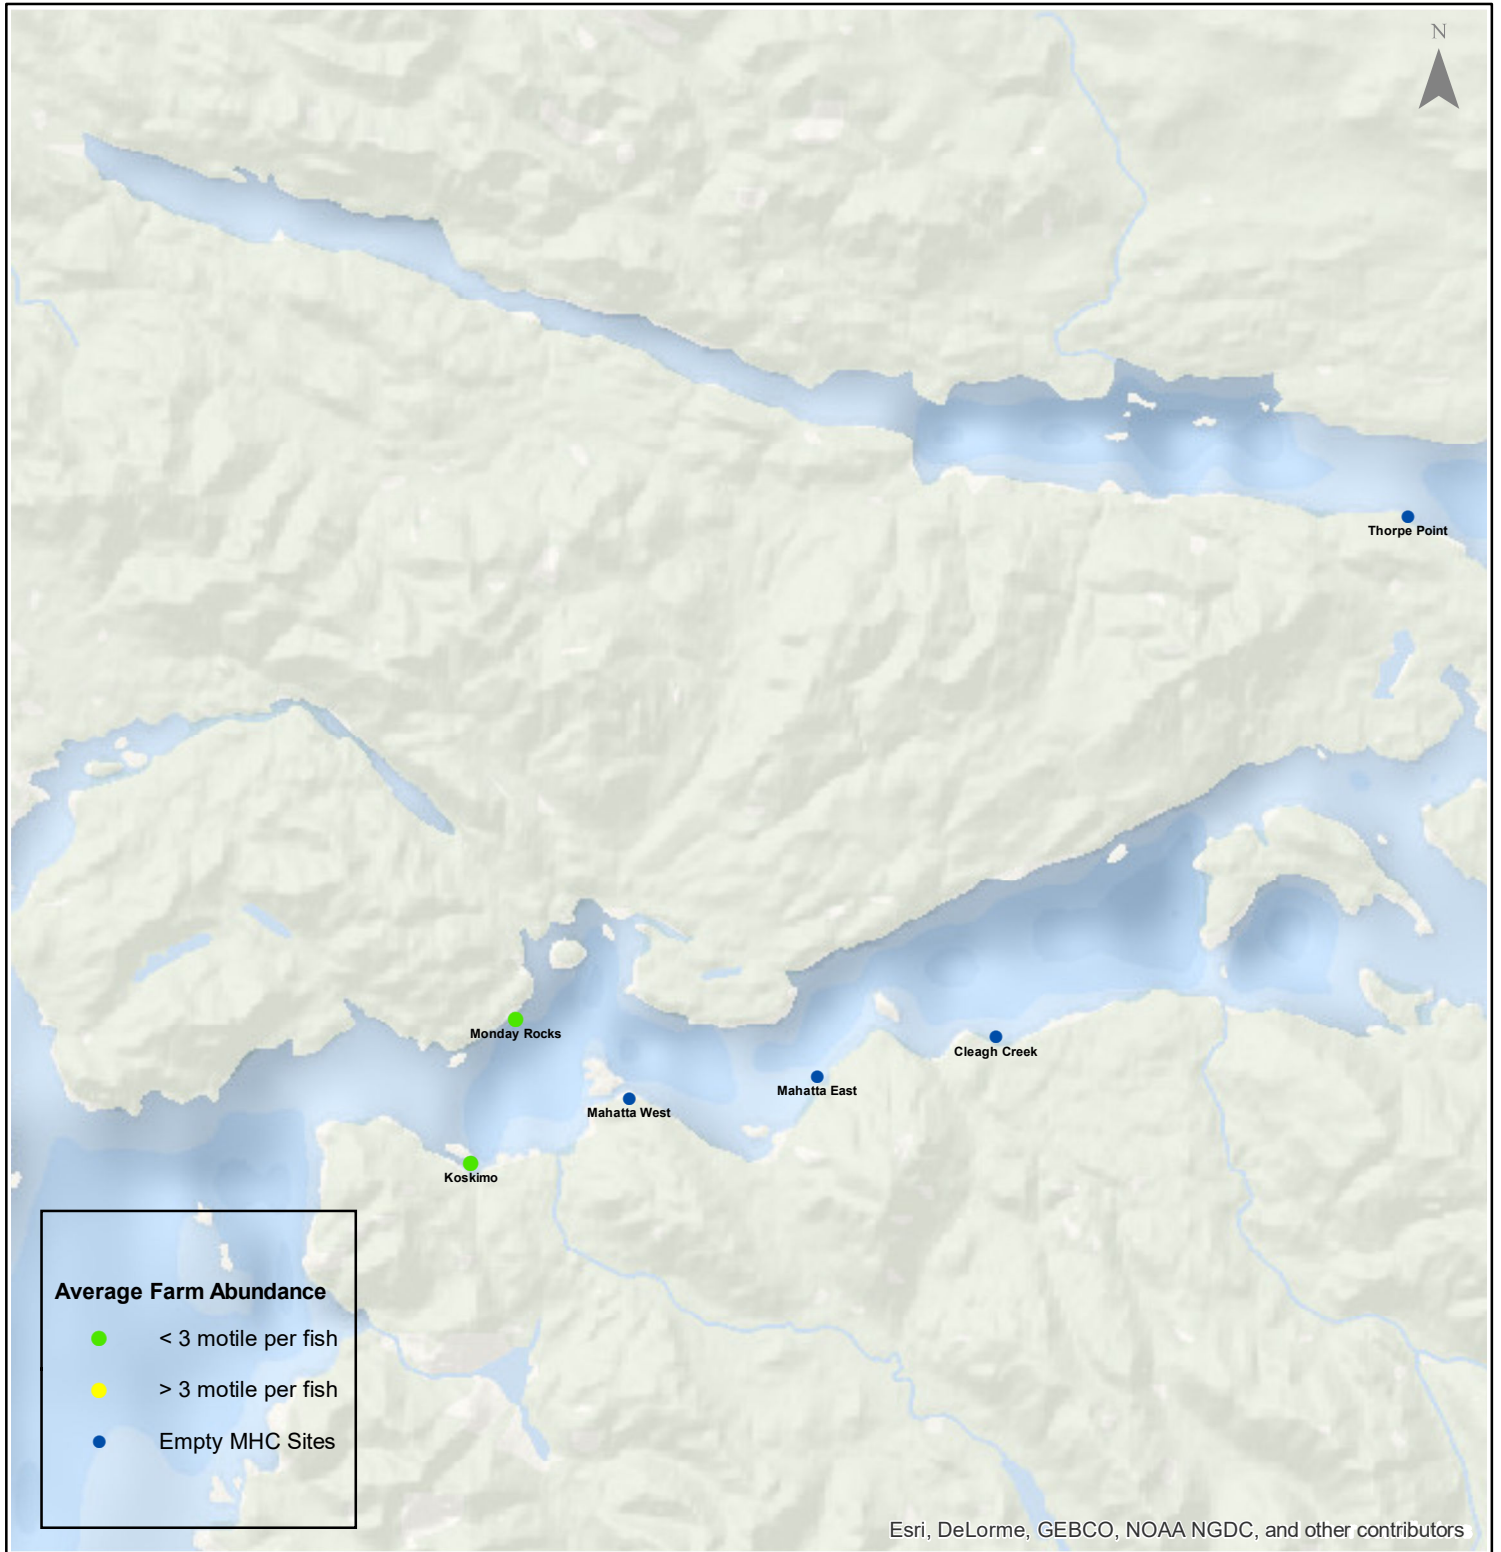 N
Thorpe Point
Monday Rocks
Cleagh Creek
Mahatta East
Mahatta West
Koskimo
Average Farm Abundance
< 3 motile per fish
> 3 motile per fish
Empty MHC Sites
Esri, DeLorme, GEBCO, NOAA NGDC, and other contributors